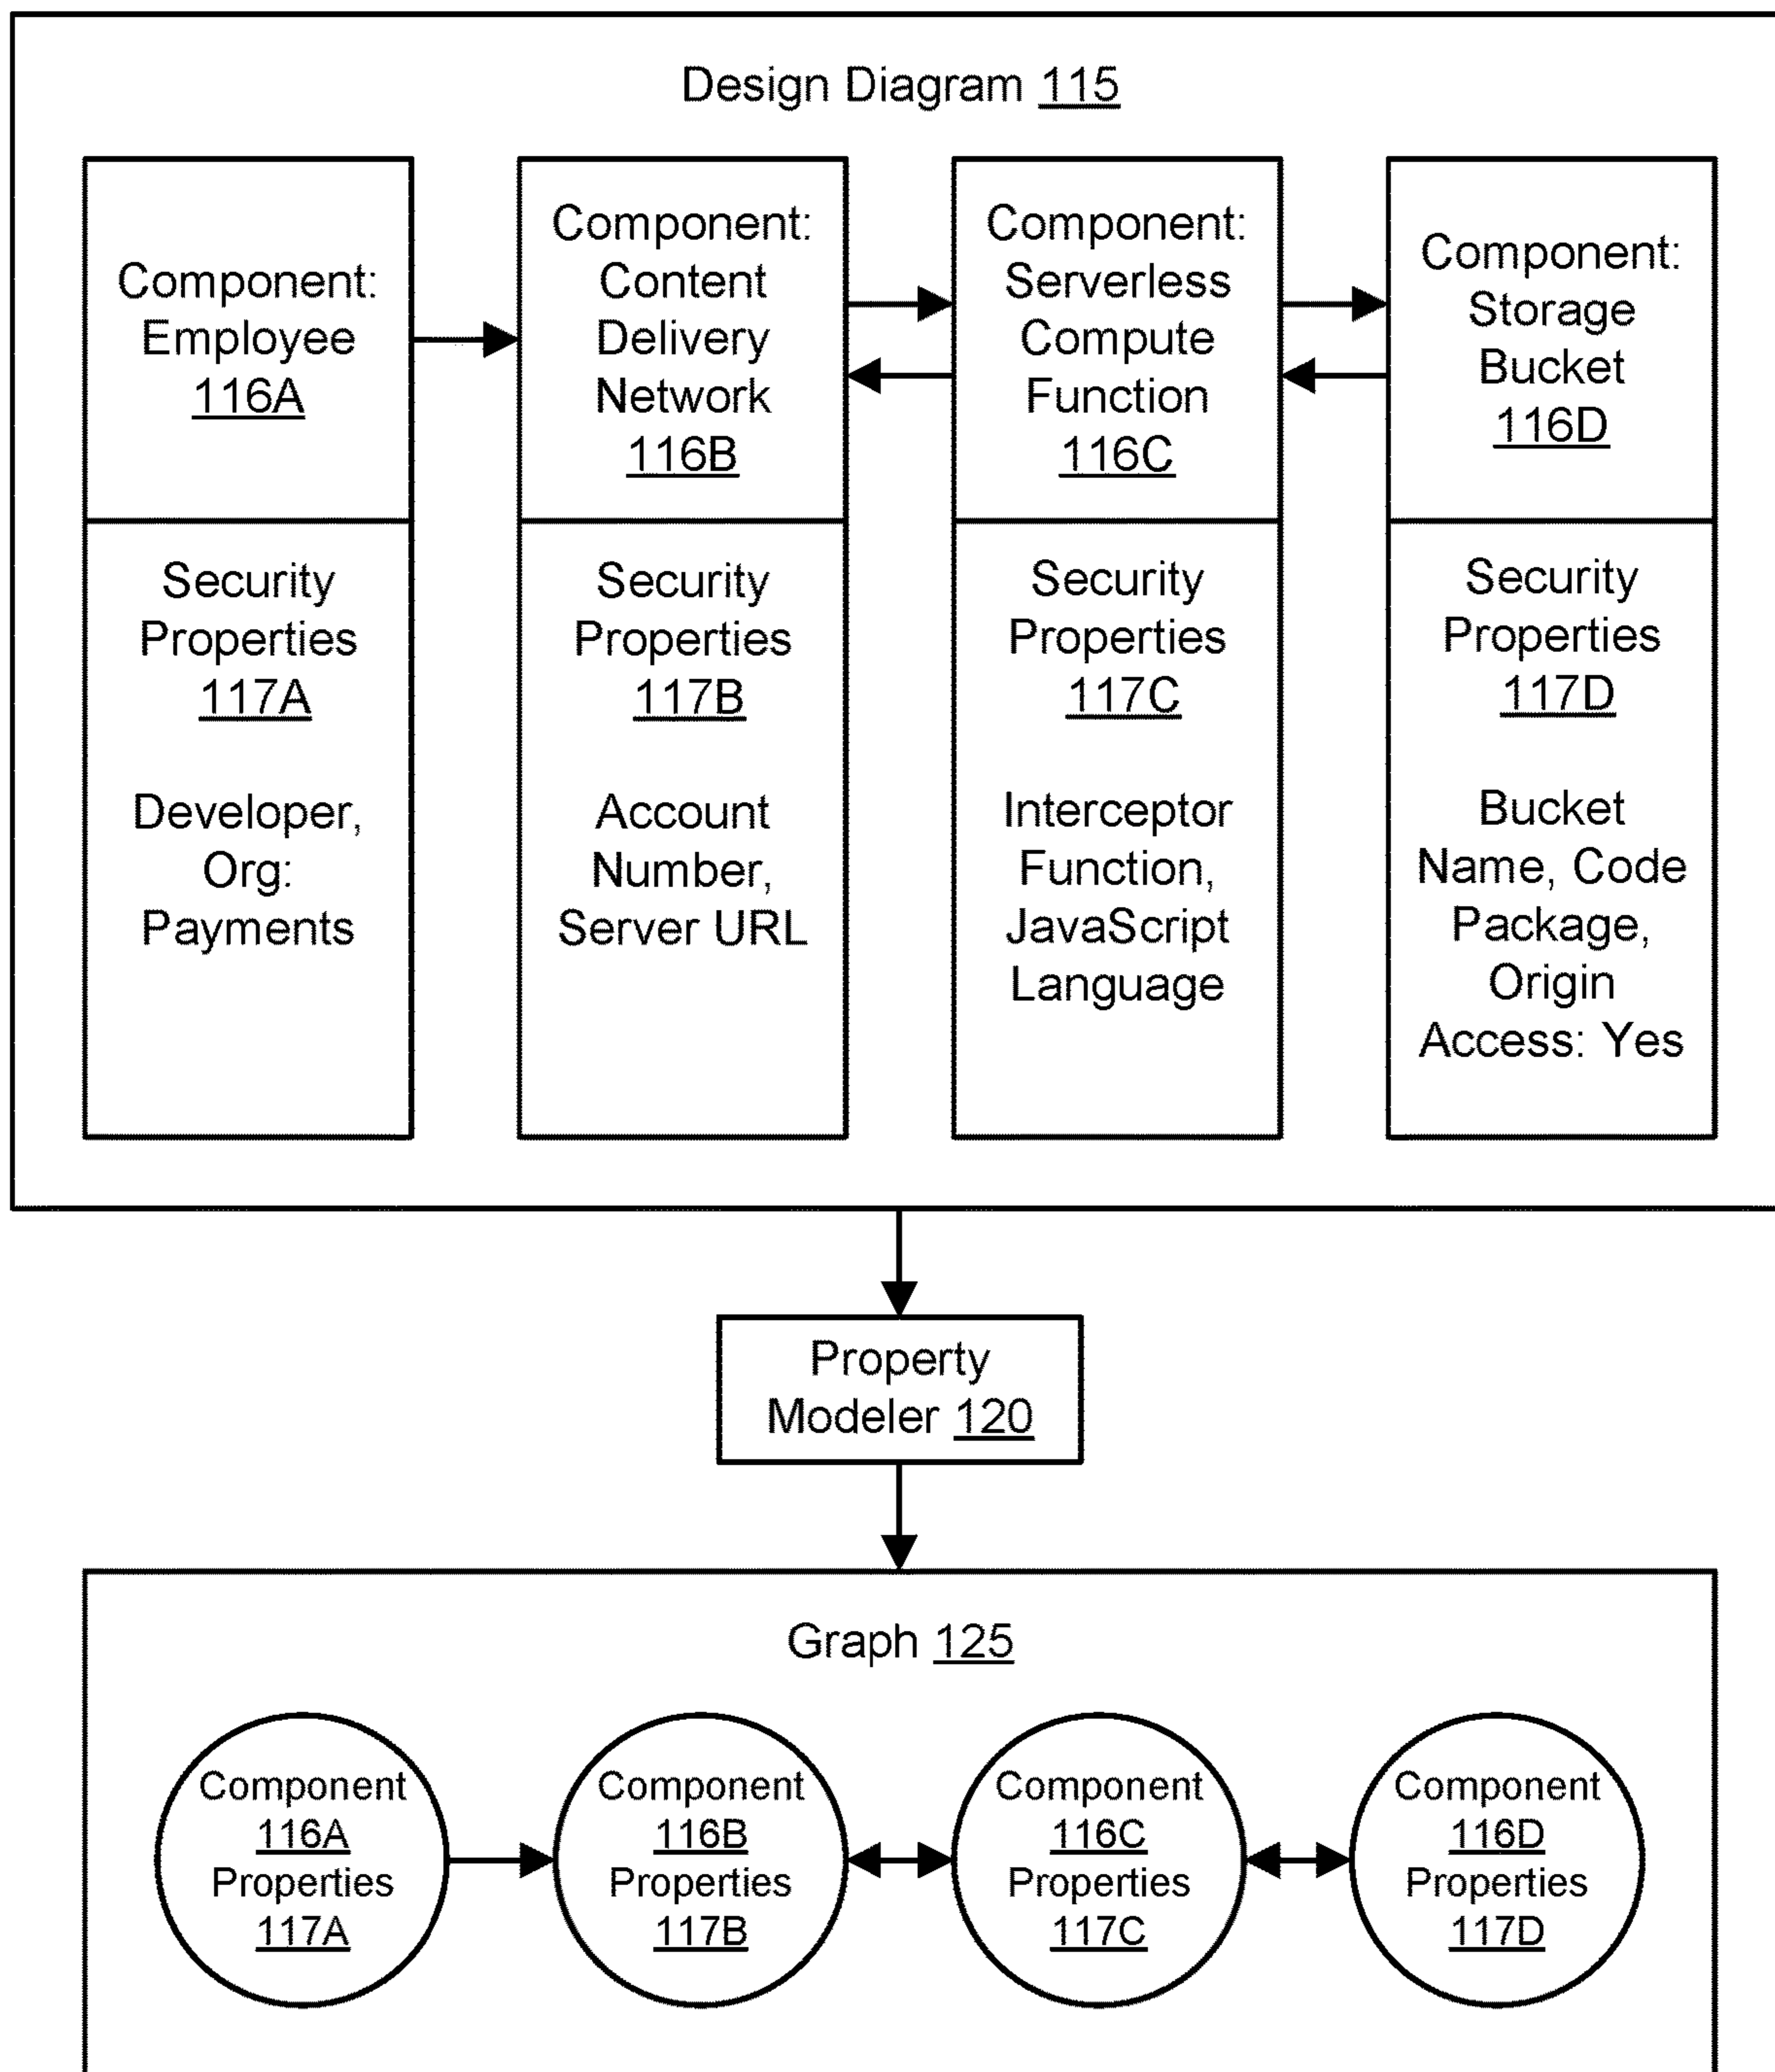 Design Diagram 115
Component:
Employee
116A
Component:
Content
Delivery
Network
116B
Component:
Serverless
Compute
Function
116C
Component:
Storage
Bucket
116D
Security
Properties
117A
Developer,
Org:
Payments
Security
Properties
117B
Account
Number,
Server URL
Security
Properties
117C
Interceptor
Function,
JavaScript
Language
Security
Properties
117D
Bucket
Name, Code
Package,
Origin
Access: Yes
Property
Modeler 120
Graph 125
Component
116A
Properties
117A
Component
116B
Properties
117B
Component
116C
Properties
117C
Component
116D
Properties
117D